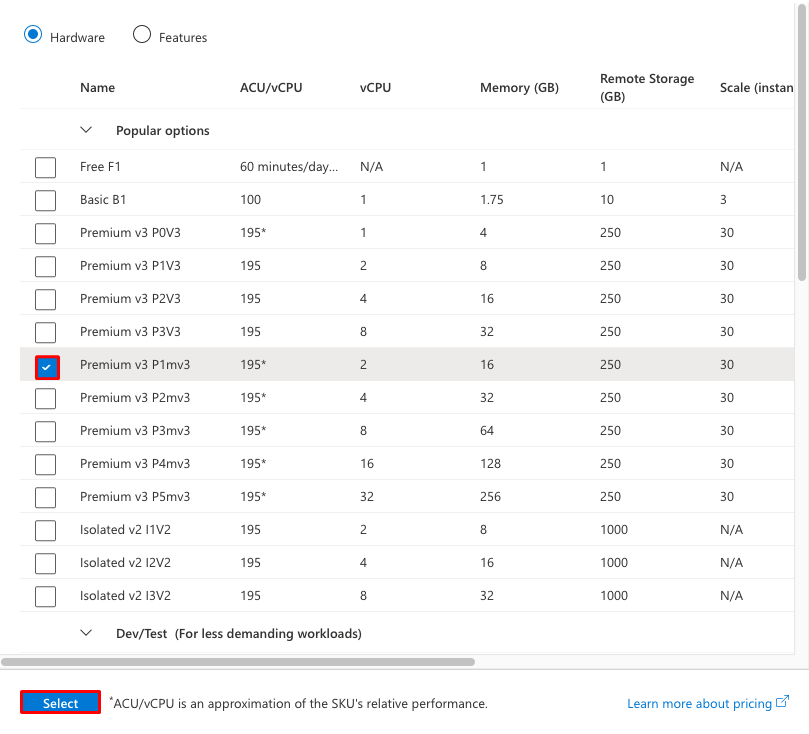 Hardware Features
Name ACU/vCPU vCPU Memory (GB) Remote Storage (GB) Scale (instan
Popular options
Free F1 60 minutes/day... N/A 1 1 N/A
Basic B1 100 1 1.75 10 3
Premium v3 P0V3 195* 1 4 250 30
Premium v3 P1V3 195 2 8 250 30
Premium v3 P2V3 195 4 16 250 30
Premium v3 P3V3 195 8 32 250 30
Premium v3 P1mv3 195* 2 16 250 30
Premium v3 P2mv3 195* 4 32 250 30
Premium v3 P3mv3 195* 8 64 250 30
Premium v3 P4mv3 195* 16 128 250 30
Premium v3 P5mv3 195* 32 256 250 30
Isolated v2 I1V2 195 2 8 1000 N/A
Isolated v2 I2V2 195 4 16 1000 N/A
Isolated v2 I3V2 195 8 32 1000 N/A
Dev/Test (For less demanding workloads)
Select *ACU/vCPU is an approximation of the SKU's relative performance. Learn more about pricing